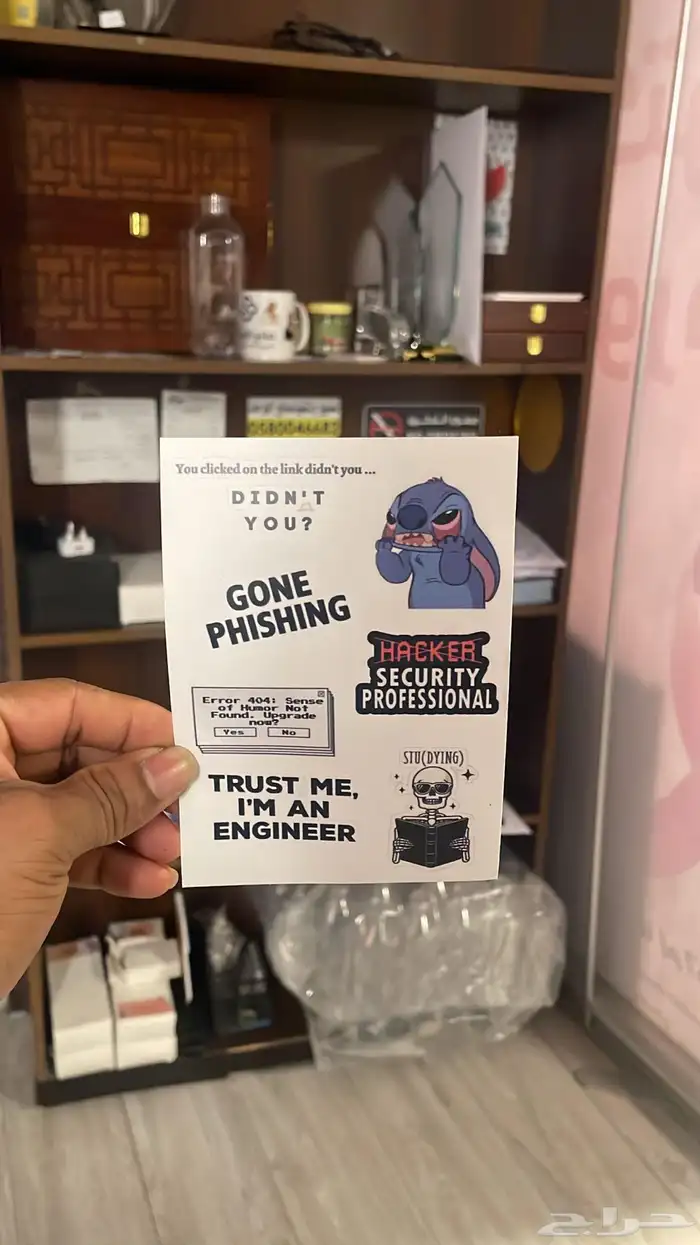 You clicked on the link didn't you ...
DIDN'T
YOU?
GONE
PHISHING
HACKER
SECURITY
PROFESSIONAL
Error 404: Sense
of Humor Not
Found. Upgrade
now?
Yes No
STU(DYING)
TRUST ME,
I'M AN
ENGINEER
حراج